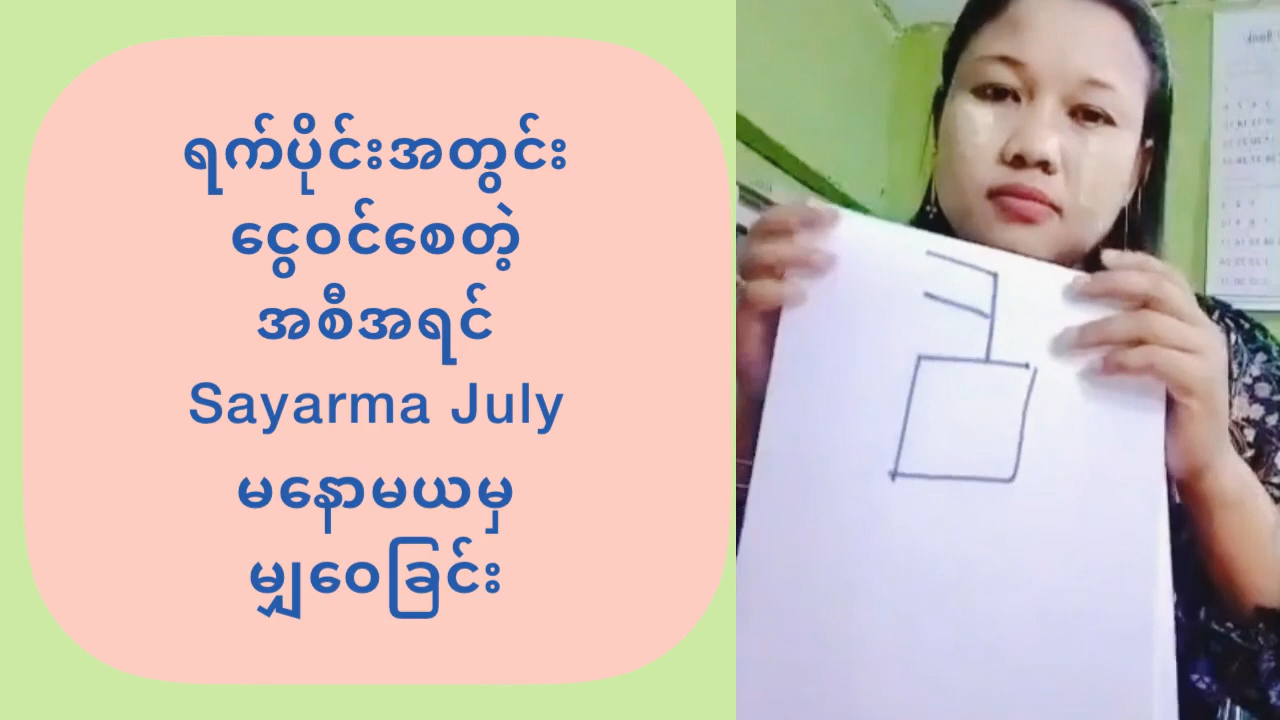 ရက်ပိုင်းအတွင်း
ငွေဝင်စေတဲ့
အစီအရင်
Sayarma July
မနောမယမှ
မျှဝေခြင်း